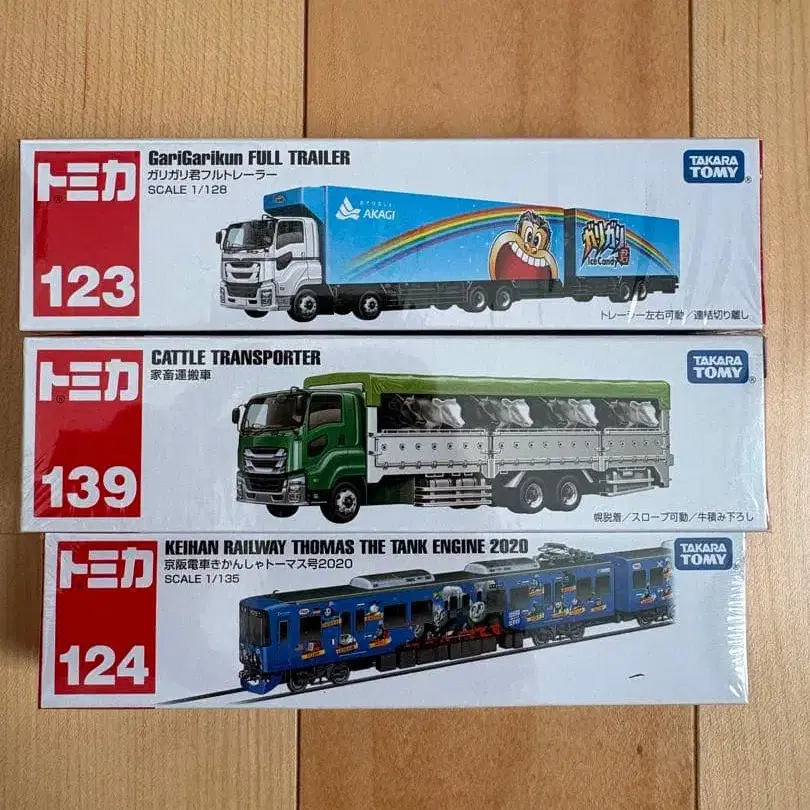 トミカ
123
GariGarikun FULL TRAILER
ガリガリ君フルトレーラー
SCALE 1/128
TAKARA
TOMY
AKAGI
ガリガリ君
Ice Candy
トレーラー左右可動/連結切り離し
トミカ
139
CATTLE TRANSPORTER
家畜運搬車
TAKARA
TOMY
幌脱着/スロープ可動/牛積み下ろし
トミカ
124
KEIHAN RAILWAY THOMAS THE TANK ENGINE 2020
京阪電車きかんしゃトーマス号2020
SCALE 1/135
TAKARA
TOMY